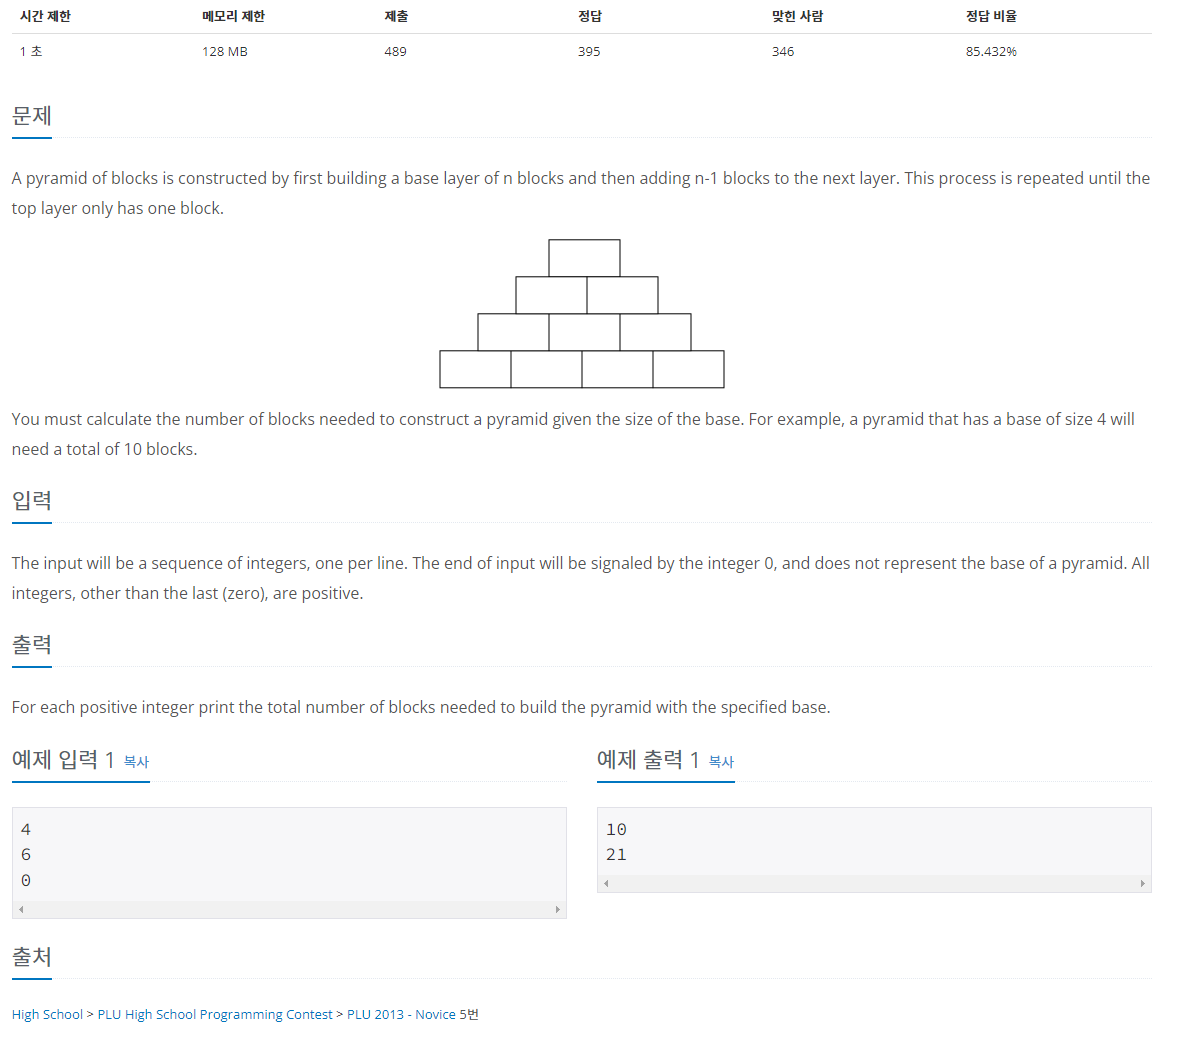 시간 제한 메모리 제한 제출 정답 맞힌 사람 정답 비율
1 초 128 MB 489 395 346 85.432%
문제
A pyramid of blocks is constructed by first building a base layer of n blocks and then adding n-1 blocks to the next layer. This process is repeated until the
top layer only has one block.
You must calculate the number of blocks needed to construct a pyramid given the size of the base. For example, a pyramid that has a base of size 4 will
need a total of 10 blocks.
입력
The input will be a sequence of integers, one per line. The end of input will be signaled by the integer 0, and does not represent the base of a pyramid. All
integers, other than the last (zero), are positive.
출력
For each positive integer print the total number of blocks needed to build the pyramid with the specified base.
예제 입력 1 복사
4
6
0
예제 출력 1 복사
10
21
출처
High School > PLU High School Programming Contest > PLU 2013 - Novice 5번